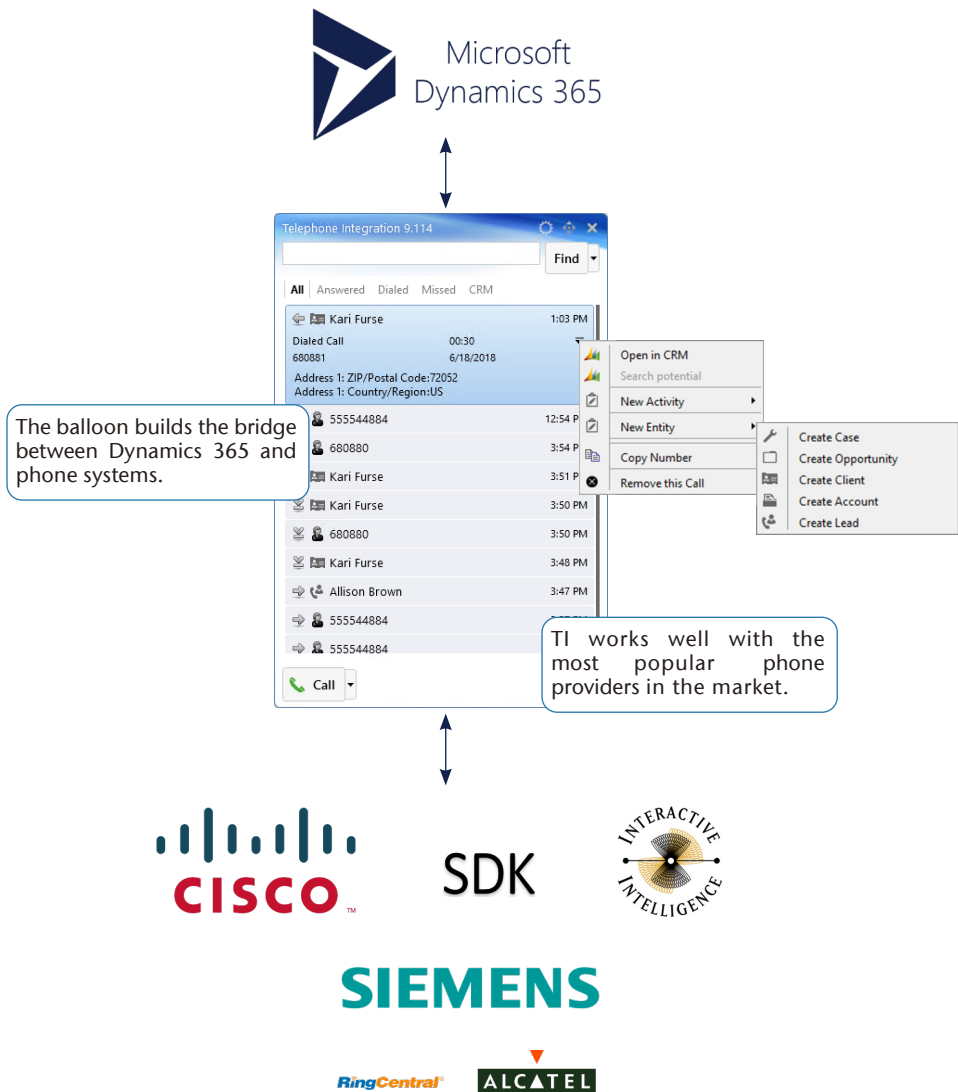 Microsoft
Dynamics 365
Telephone Integration 9.114
Find
All Answered Dialed Missed CRM
Kari Furse 1:03 PM
Dialed Call 00:30
680881 6/18/2018
Address 1: ZIP/Postal Code:72052
Address 1: Country/Region:US
Open in CRM
Search potential
New Activity
New Entity
Copy Number
Remove this Call
Create Case
Create Opportunity
Create Client
Create Account
Create Lead
The balloon builds the bridge
between Dynamics 365 and
phone systems.
555544884 12:54 P
680880 3:54 P
Kari Furse 3:51 P
Kari Furse 3:50 PM
680880 3:50 PM
Kari Furse 3:48 PM
Allison Brown 3:47 PM
555544884
555544884
TI works well with the
most popular phone
providers in the market.
Call
CISCO™
SDK
INTERACTIVE
INTELLIGENCE
SIEMENS
RingCentral®
ALCATEL